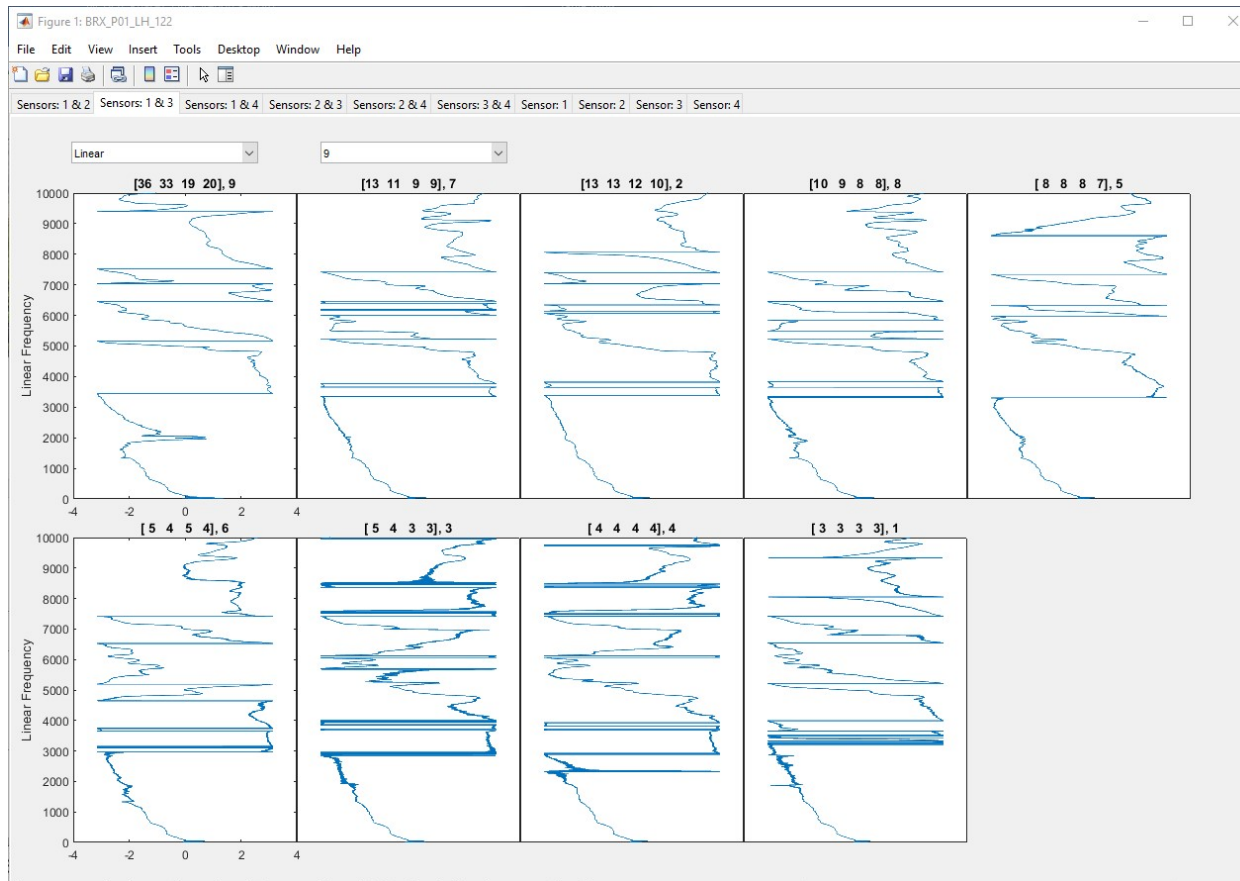 Figure 1: BRX_P01_LH_122
File Edit View Insert Tools Desktop Window Help
Sensors: 1 & 2 Sensors: 1 & 3 Sensors: 1 & 4 Sensors: 2 & 3 Sensors: 2 & 4 Sensors: 3 & 4 Sensor: 1 Sensor: 2 Sensor: 3 Sensor: 4
Linear 9
[36 33 19 20], 9 [13 11 9 9], 7 [13 13 12 10], 2 [10 9 8 8], 8 [ 8 8 8 7], 5
10000
9000
8000
7000
6000
5000
4000
3000
2000
1000
0
Linear Frequency
-4 -2 0 2 4
[ 5 4 5 4], 6 [ 5 4 3 3], 3 [ 4 4 4 4], 4 [ 3 3 3 3], 1
10000
9000
8000
7000
6000
5000
4000
3000
2000
1000
0
Linear Frequency
-4 -2 0 2 4